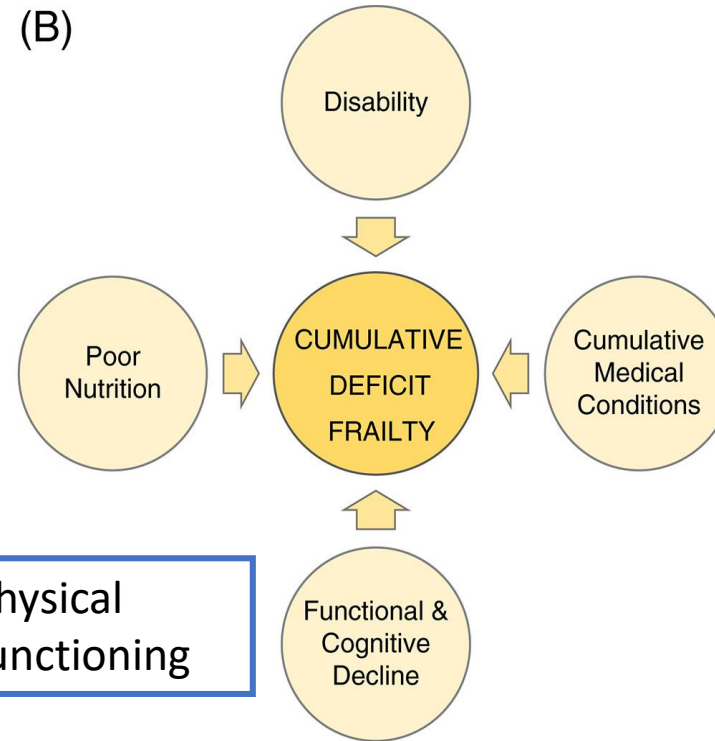 (B)
Disability
Poor
Nutrition
CUMULATIVE
DEFICIT
FRAILTY
Cumulative
Medical
Conditions
hysical
unctioning
Functional &
Cognitive
Decline